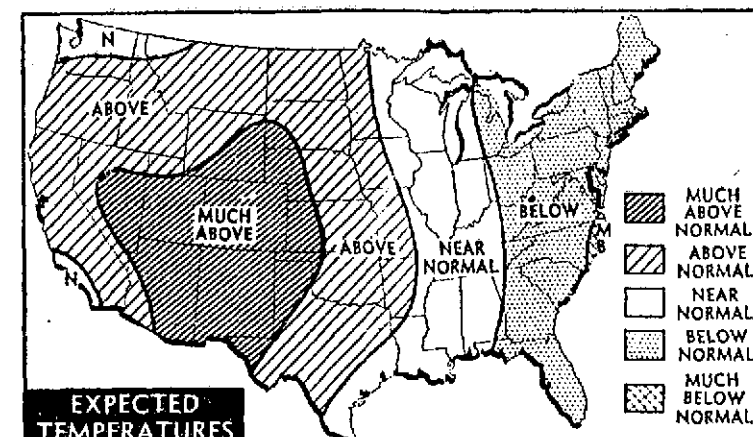 N
ABOVE
MUCH
ABOVE
ABOVE
NEAR
NORMAL
BELOW
M
B
N
MUCH
ABOVE
NORMAL
ABOVE
NORMAL
NEAR
NORMAL
BELOW
NORMAL
MUCH
BELOW
NORMAL
EXPECTED
TEMPERATURES